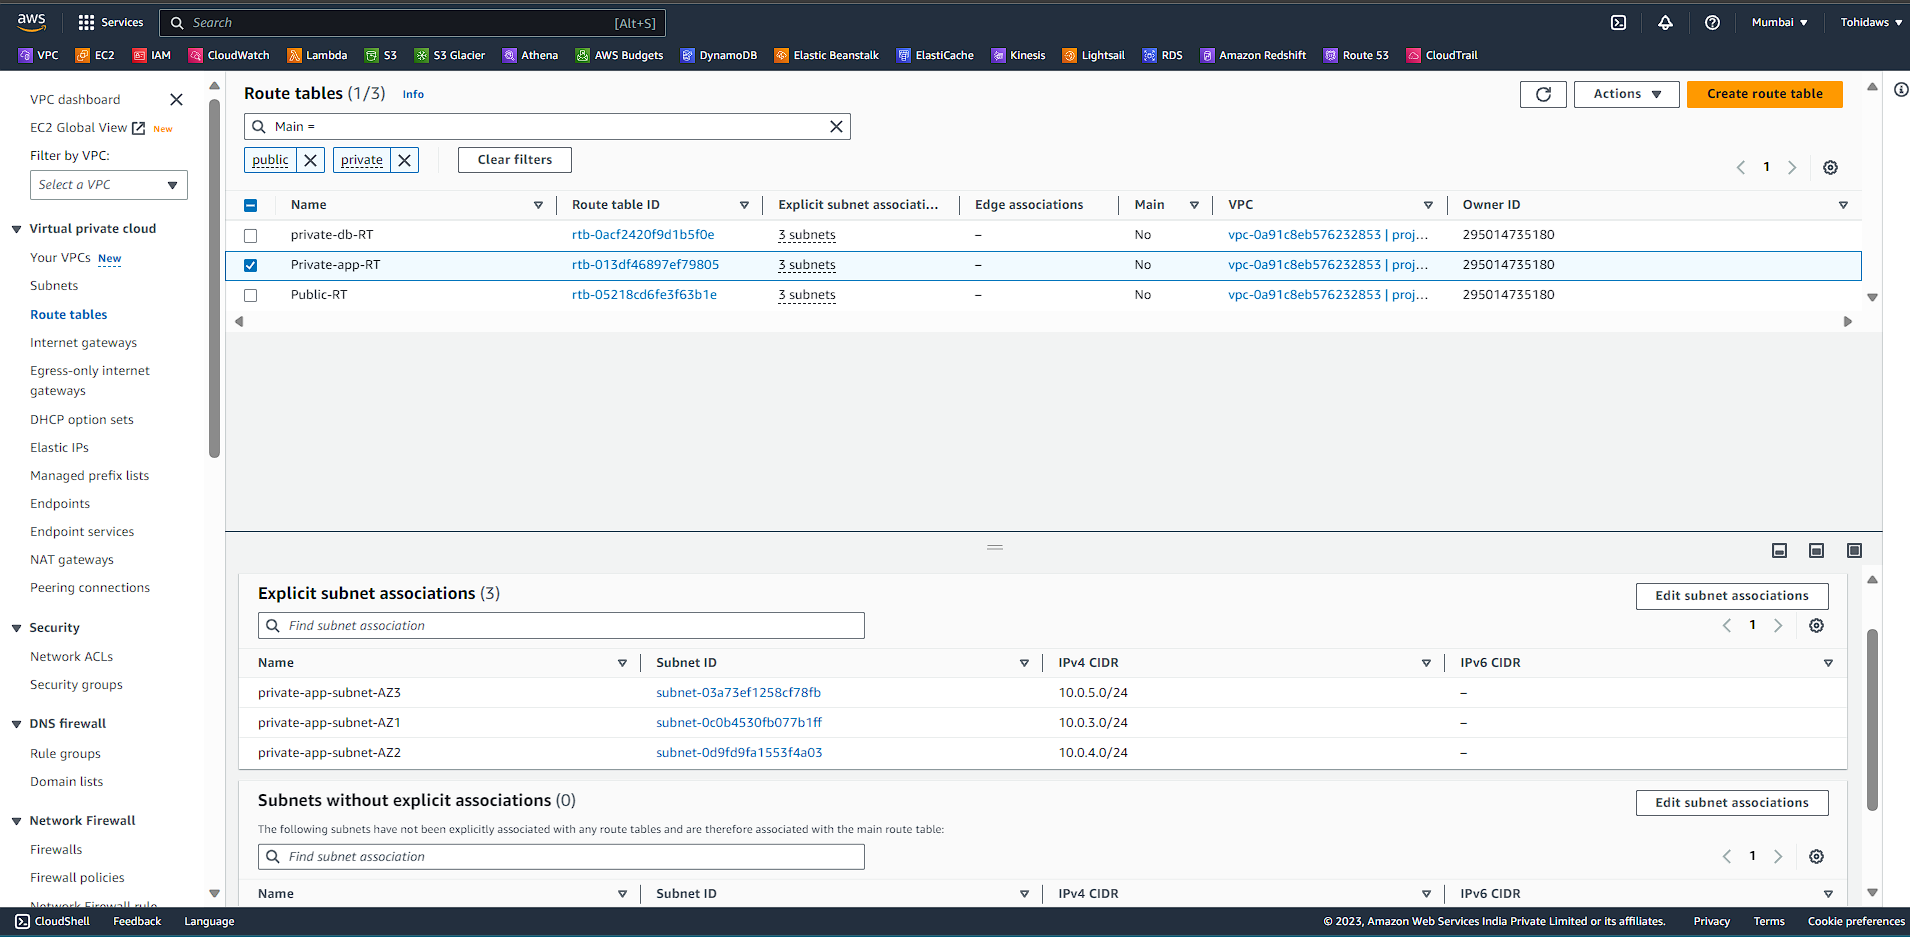 aws Services Search [Alt+S] Mumbai Tohidaws
VPC EC2 IAM CloudWatch Lambda S3 S3 Glacier Athena AWS Budgets DynamoDB Elastic Beanstalk ElastiCache Kinesis Lightsail RDS Amazon Redshift Route 53 CloudTrail
VPC dashboard
EC2 Global View New
Filter by VPC:
Select a VPC
Virtual private cloud
Your VPCs New
Subnets
Route tables
Internet gateways
Egress-only internet
gateways
DHCP option sets
Elastic IPs
Managed prefix lists
Endpoints
Endpoint services
NAT gateways
Peering connections
Security
Network ACLs
Security groups
DNS firewall
Rule groups
Domain lists
Network Firewall
Firewalls
Firewall policies
Network Firewall rule
Route tables (1/3) Info
Actions Create route table
Main =
public private Clear filters
1
Name Route table ID Explicit subnet associati... Edge associations Main VPC Owner ID
private-db-RT rtb-0acf2420f9d1b5f0e 3 subnets – No vpc-0a91c8eb576232853 | proj... 295014735180
Private-app-RT rtb-013df46897ef79805 3 subnets – No vpc-0a91c8eb576232853 | proj... 295014735180
Public-RT rtb-05218cd6fe3f63b1e 3 subnets – No vpc-0a91c8eb576232853 | proj... 295014735180
Explicit subnet associations (3)
Edit subnet associations
Find subnet association
1
Name Subnet ID IPv4 CIDR IPv6 CIDR
private-app-subnet-AZ3 subnet-03a73ef1258cf78fb 10.0.5.0/24 –
private-app-subnet-AZ1 subnet-0c0b4530fb077b1ff 10.0.3.0/24 –
private-app-subnet-AZ2 subnet-0d9fd9fa1553f4a03 10.0.4.0/24 –
Subnets without explicit associations (0)
Edit subnet associations
The following subnets have not been explicitly associated with any route tables and are therefore associated with the main route table:
Find subnet association
1
Name Subnet ID IPv4 CIDR IPv6 CIDR
CloudShell Feedback Language © 2023, Amazon Web Services India Private Limited or its affiliates. Privacy Terms Cookie preferences